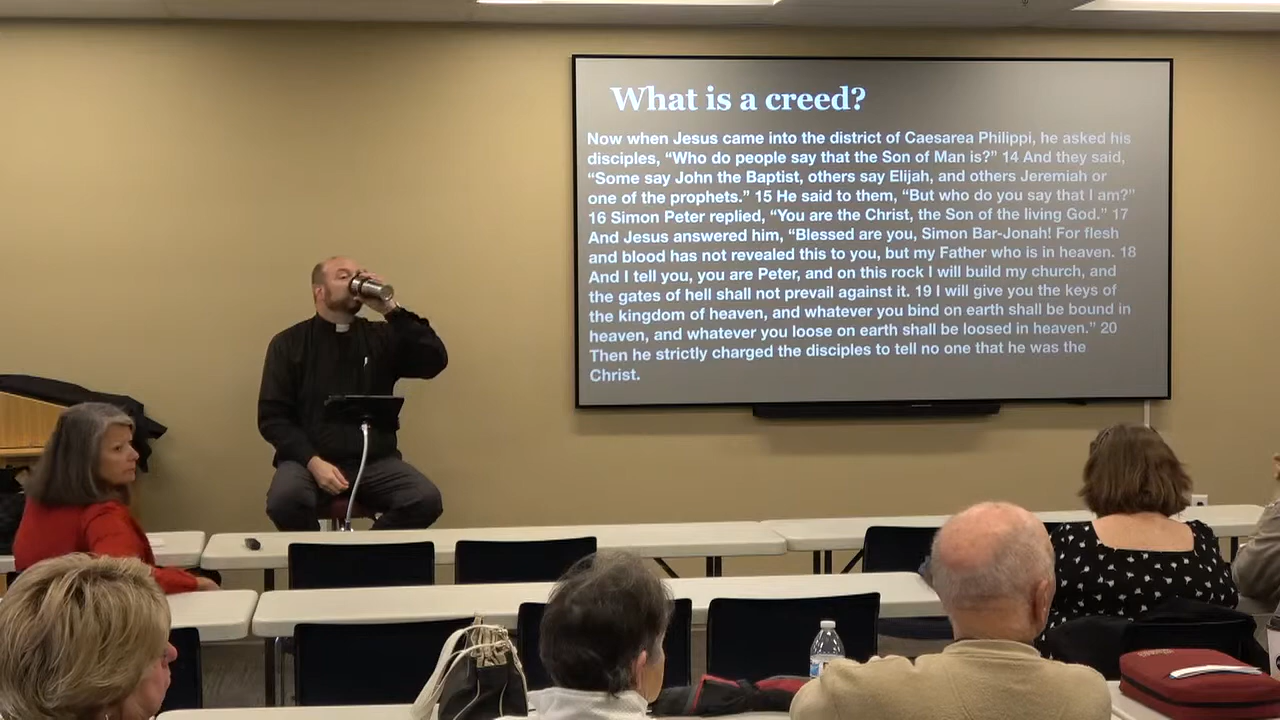 What is a creed?
Now when Jesus came into the district of Caesarea Philippi, he asked his
disciples, “Who do people say that the Son of Man is?” 14 And they said,
“Some say John the Baptist, others say Elijah, and others Jeremiah or
one of the prophets.” 15 He said to them, “But who do you say that I am?”
16 Simon Peter replied, “You are the Christ, the Son of the living God.” 17
And Jesus answered him, “Blessed are you, Simon Bar-Jonah! For flesh
and blood has not revealed this to you, but my Father who is in heaven. 18
And I tell you, you are Peter, and on this rock I will build my church, and
the gates of hell shall not prevail against it. 19 I will give you the keys of
the kingdom of heaven, and whatever you bind on earth shall be bound in
heaven, and whatever you loose on earth shall be loosed in heaven.” 20
Then he strictly charged the disciples to tell no one that he was the
Christ.